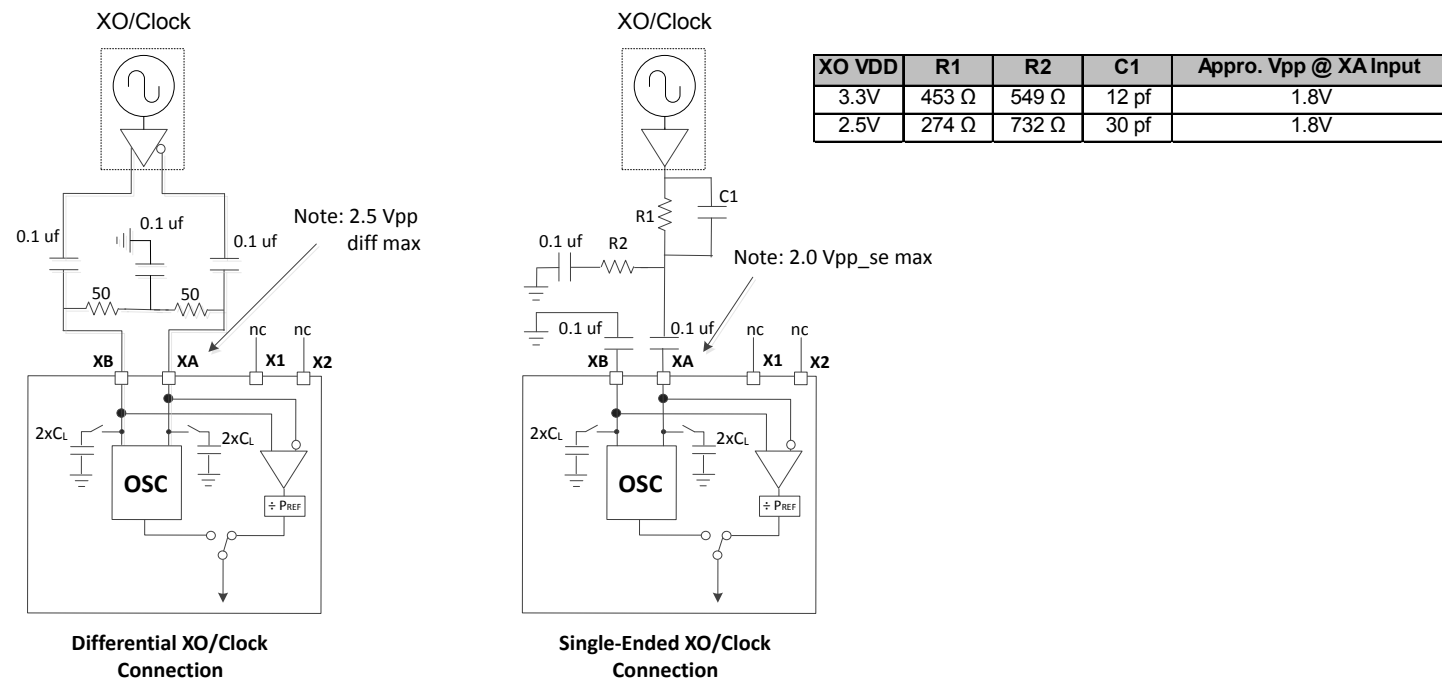 XO/Clock
0.1 uf
0.1 uf
0.1 uf
Note: 2.5 Vpp
diff max
50
50
nc
nc
XB
XA
X1
X2
2xCL
2xCL
OSC
÷ PREF
Differential XO/Clock
Connection
XO/Clock
C1
R1
0.1 uf
R2
Note: 2.0 Vpp_se max
0.1 uf
0.1 uf
nc
nc
XB
XA
X1
X2
2xCL
2xCL
OSC
÷ PREF
Single-Ended XO/Clock
Connection
XO VDD R1 R2 C1 Appro. Vpp @ XA Input
3.3V 453 Ω 549 Ω 12 pf 1.8V
2.5V 274 Ω 732 Ω 30 pf 1.8V